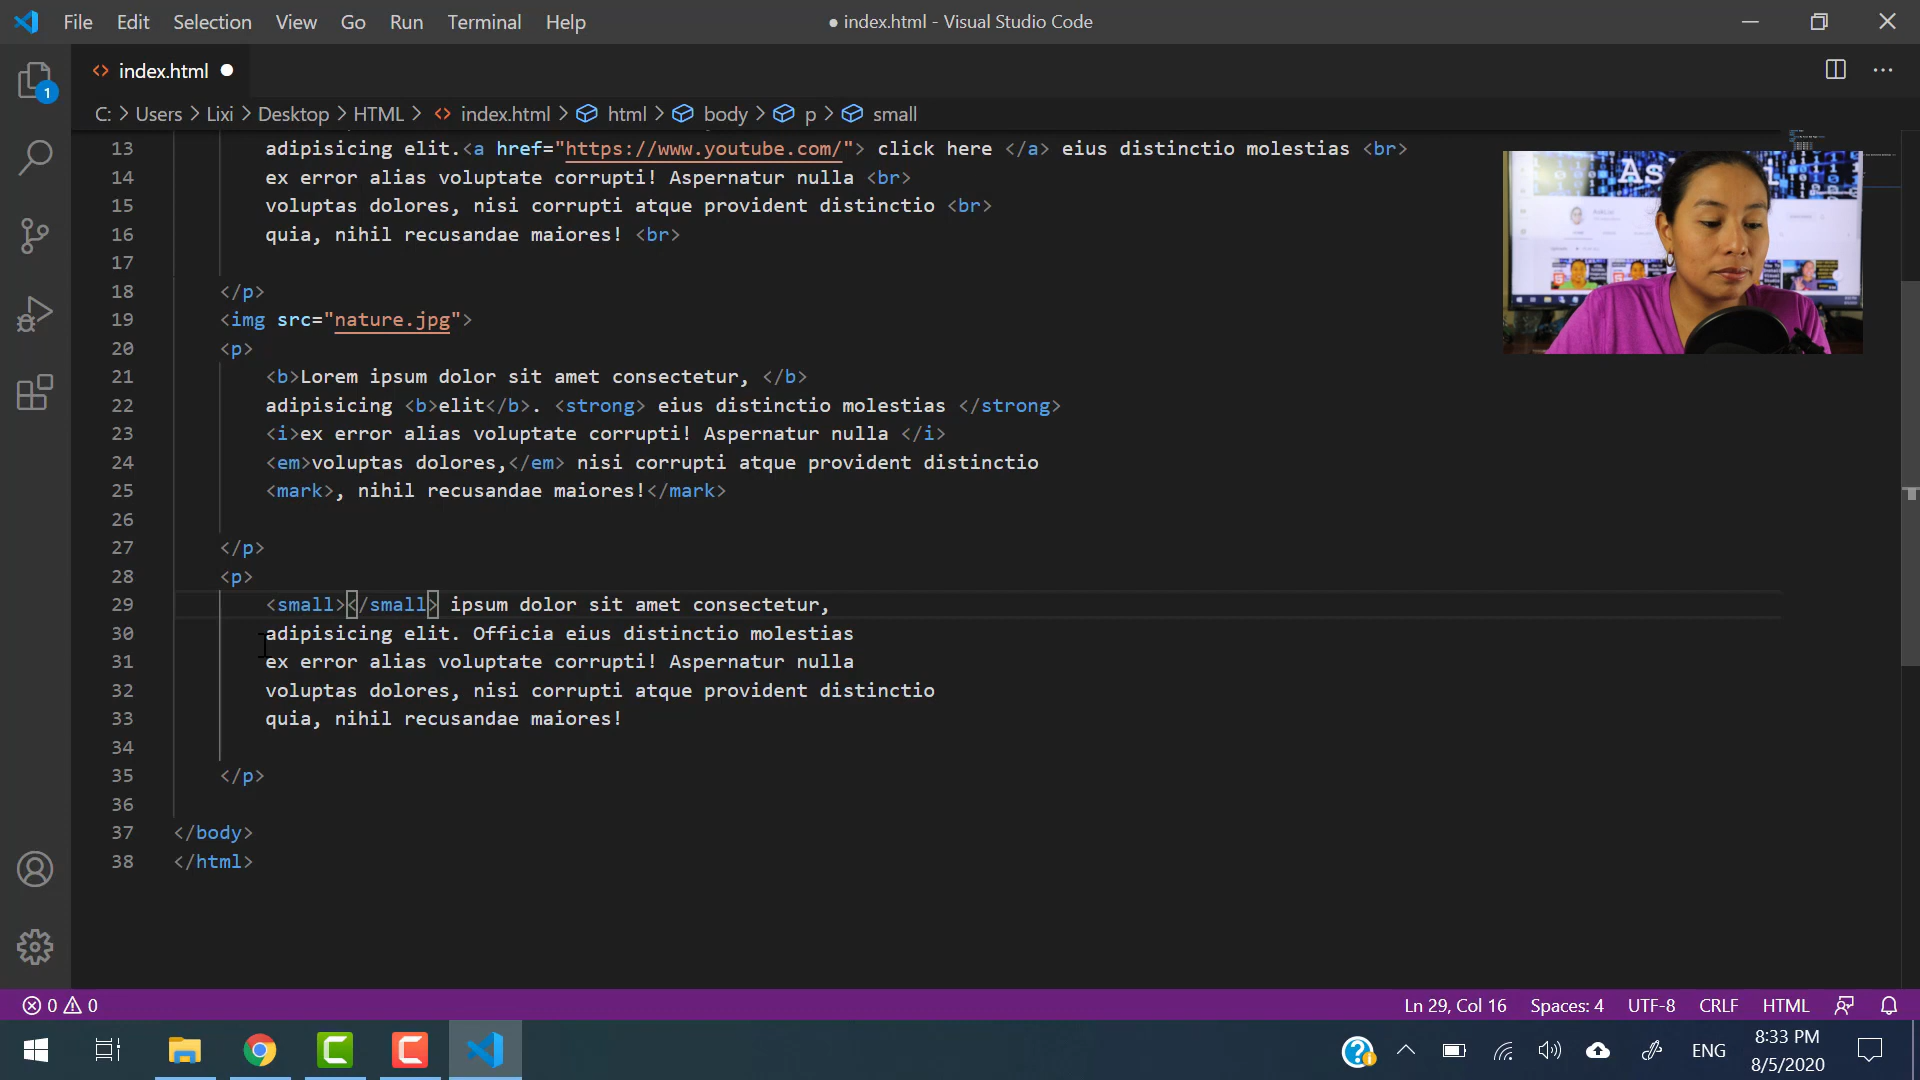 File Edit Selection View Go Run Terminal Help
● index.html - Visual Studio Code
<> index.html ●
1
C: > Users > Lixi > Desktop > HTML > <> index.html > html > body > p > small
13 adipisicing elit.<a href="https://www.youtube.com/"> click here </a> eius distinctio molestias <br>
14 ex error alias voluptate corrupti! Aspernatur nulla <br>
15 voluptas dolores, nisi corrupti atque provident distinctio <br>
16 quia, nihil recusandae maiores! <br>
17
18 </p>
19 <img src="nature.jpg">
20 <p>
21 <b>Lorem ipsum dolor sit amet consectetur, </b>
22 adipisicing <b>elit</b>. <strong> eius distinctio molestias </strong>
23 <i>ex error alias voluptate corrupti! Aspernatur nulla </i>
24 <em>voluptas dolores,</em> nisi corrupti atque provident distinctio
25 <mark>, nihil recusandae maiores!</mark>
26
27 </p>
28 <p>
29 <small></small> ipsum dolor sit amet consectetur,
30 adipisicing elit. Officia eius distinctio molestias
31 ex error alias voluptate corrupti! Aspernatur nulla
32 voluptas dolores, nisi corrupti atque provident distinctio
33 quia, nihil recusandae maiores!
34
35 </p>
36
37 </body>
38 </html>
0 0
Ln 29, Col 16 Spaces: 4 UTF-8 CRLF HTML
ENG
8:33 PM
8/5/2020